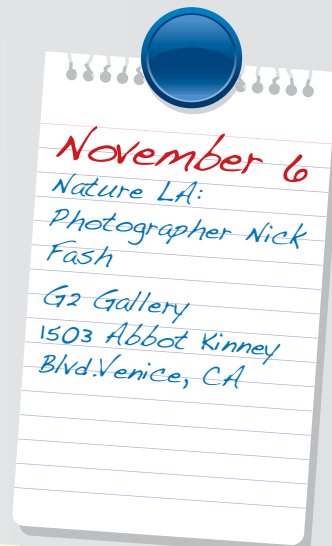 November 6
Nature LA:
Photographer Nick
Fash
G2 Gallery
1503 Abbot Kinney
Blvd.Venice, CA